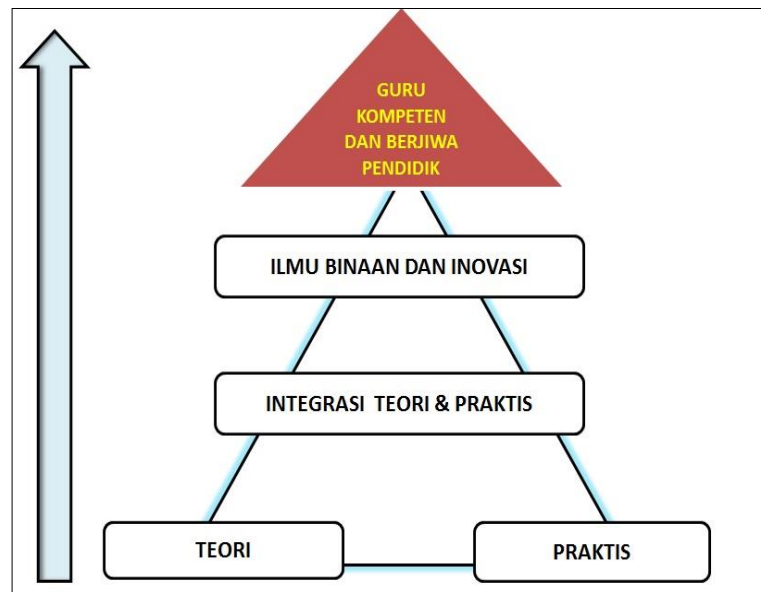 GURU
KOMPETEN
DAN BERJIWA
PENDIDIK
ILMU BINAAN DAN INOVASI
INTEGRASI TEORI & PRAKTIS
TEORI
PRAKTIS